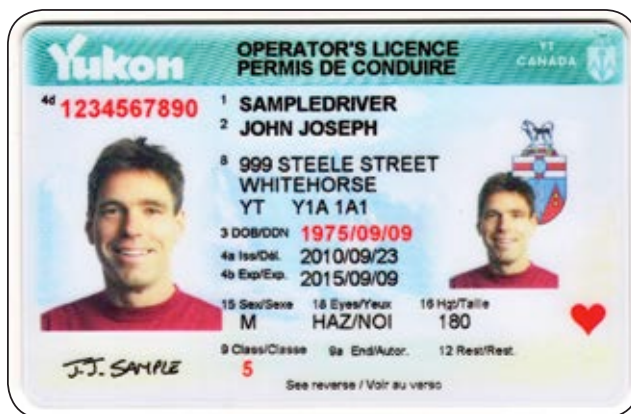 Yukon
OPERATOR'S LICENCE
PERMIS DE CONDUIRE
YT
CANADA
4d 1234567890
1 SAMPLEDRIVER
2 JOHN JOSEPH
8 999 STEELE STREET
WHITEHORSE
YT Y1A 1A1
3 DOB/DDN 1975/09/09
4a Iss/Dél. 2010/09/23
4b Exp/Exp. 2015/09/09
15 Sex/Sexe 18 Eyes/Yeux 16 Hgt/Taille
M HAZ/NOI 180
9 Class/Classe 9a End/Autor. 12 Rest/Rest.
5
J.J. SAMPLE
See reverse / Voir au verso